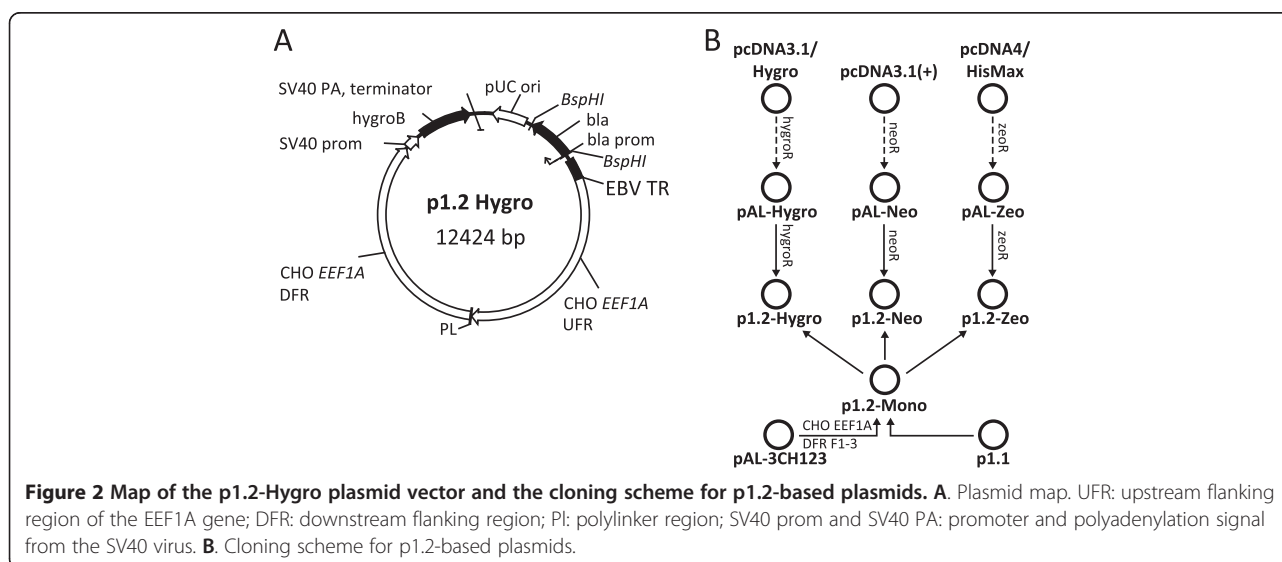 A
SV40 PA, terminator
pUC ori
BspHI
hygroB
bla
bla prom
SV40 prom
BspHI
EBV TR
p1.2 Hygro
12424 bp
CHO EEF1A
DFR
CHO EEF1A
UFR
PL
B
pcDNA3.1/
Hygro
pcDNA3.1(+)
pcDNA4/
HisMax
hygroR
neoR
zeoR
pAL-Hygro
pAL-Neo
pAL-Zeo
hygroR
neoR
zeoR
p1.2-Hygro
p1.2-Neo
p1.2-Zeo
p1.2-Mono
CHO EEF1A
DFR F1-3
pAL-3CH123
p1.1
Figure 2 Map of the p1.2-Hygro plasmid vector and the cloning scheme for p1.2-based plasmids. A. Plasmid map. UFR: upstream flanking
region of the EEF1A gene; DFR: downstream flanking region; Pl: polylinker region; SV40 prom and SV40 PA: promoter and polyadenylation signal
from the SV40 virus. B. Cloning scheme for p1.2-based plasmids.